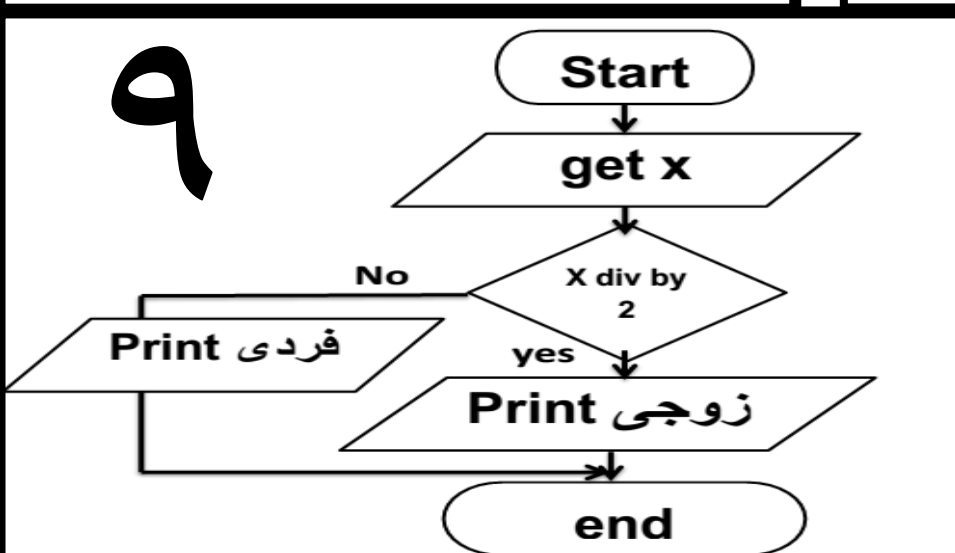 ٩
Start
get x
X div by
2
No
Print فردى
yes
Print زوجى
end